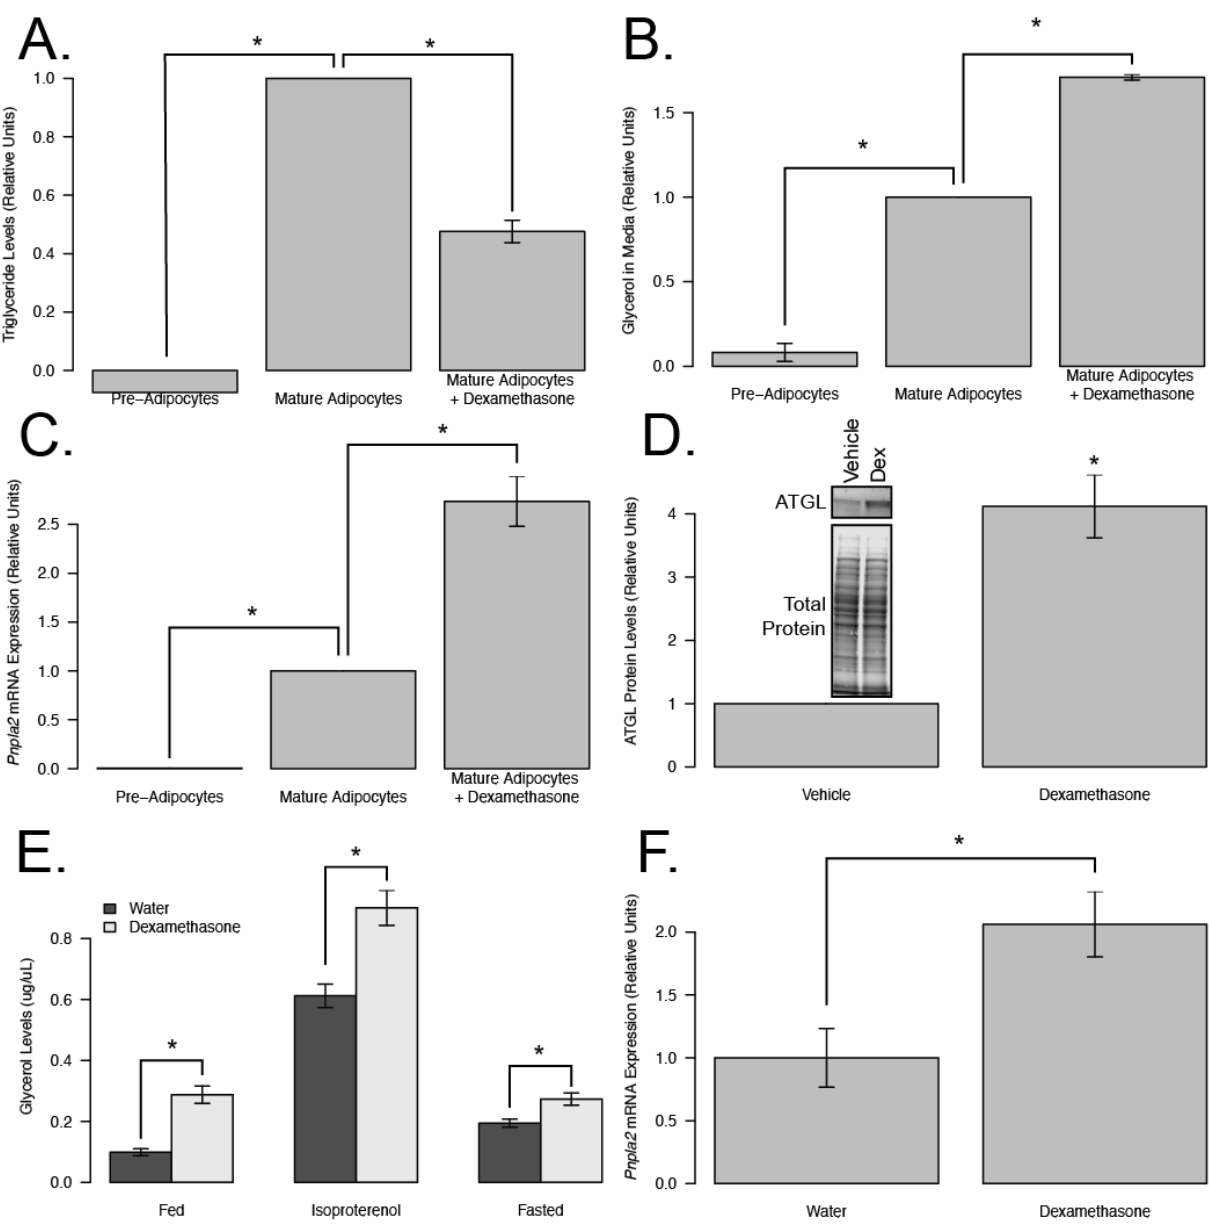 A.
*
*
Triglyceride Levels (Relative Units)
1.0
0.8
0.6
0.4
0.2
0.0
Pre–Adipocytes
Mature Adipocytes
Mature Adipocytes
+ Dexamethasone
B.
*
*
Glycerol in Media (Relative Units)
1.5
1.0
0.5
0.0
Pre–Adipocytes
Mature Adipocytes
Mature Adipocytes
+ Dexamethasone
C.
*
*
Pnpla2 mRNA Expression (Relative Units)
2.5
2.0
1.5
1.0
0.5
0.0
Pre–Adipocytes
Mature Adipocytes
Mature Adipocytes
+ Dexamethasone
D.
Vehicle
Dex
*
ATGL
Total
Protein
ATGL Protein Levels (Relative Units)
4
3
2
1
0
Vehicle
Dexamethasone
E.
*
*
*
Water
Dexamethasone
Glycerol Levels (ug/uL)
0.8
0.6
0.4
0.2
0.0
Fed
Isoproterenol
Fasted
F.
*
Pnpla2 mRNA Expression (Relative Units)
2.0
1.5
1.0
0.5
0.0
Water
Dexamethasone